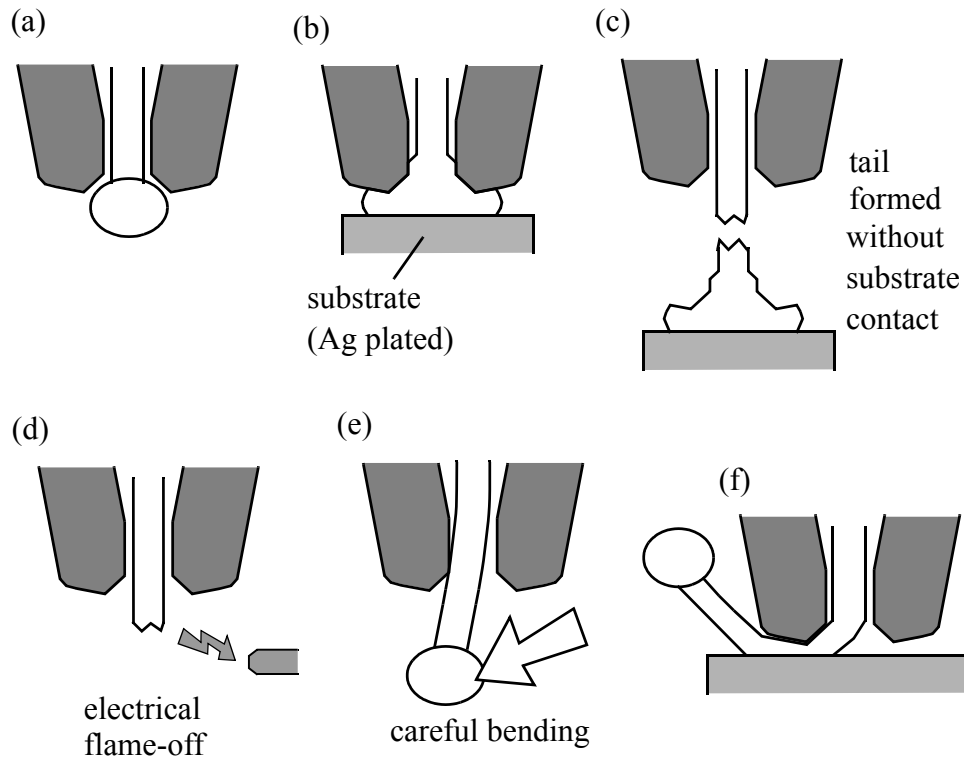 (a)
(b)
(c)
substrate
(Ag plated)
tail
formed
without
substrate
contact
(d)
(e)
(f)
electrical
flame-off
careful bending